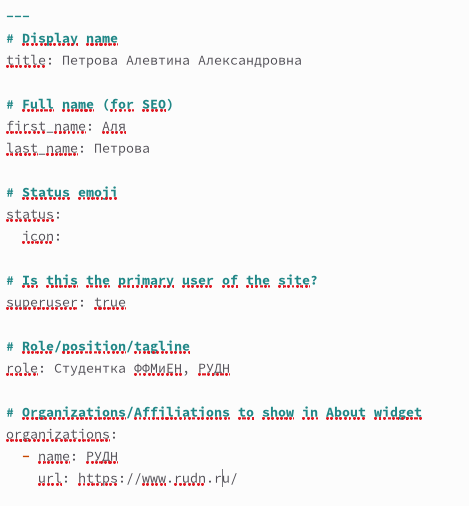 ---
# Display name
title: Петрова Алевтина Александровна
# Full name (for SEO)
first_name: Аля
last_name: Петрова
# Status emoji
status:
icon:
# Is this the primary user of the site?
superuser: true
# Role/position/tagline
role: Студентка ФФМиЕН, РУДН
# Organizations/Affiliations to show in About widget
organizations:
- name: РУДН
url: https://www.rudn.ru/